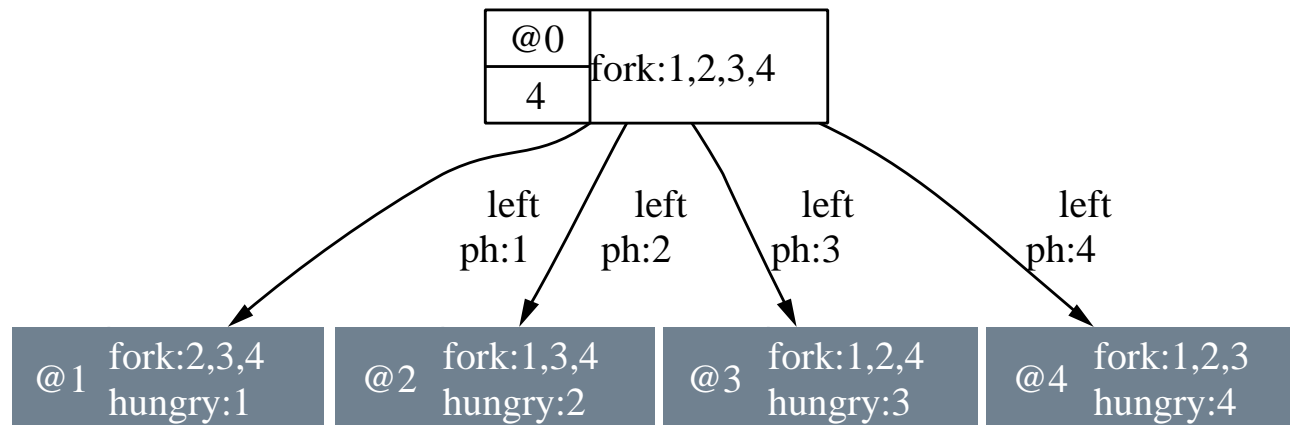 @0
4
fork:1,2,3,4
left
ph:1
left
ph:2
left
ph:3
left
ph:4
@1
fork:2,3,4
hungry:1
@2
fork:1,3,4
hungry:2
@3
fork:1,2,4
hungry:3
@4
fork:1,2,3
hungry:4